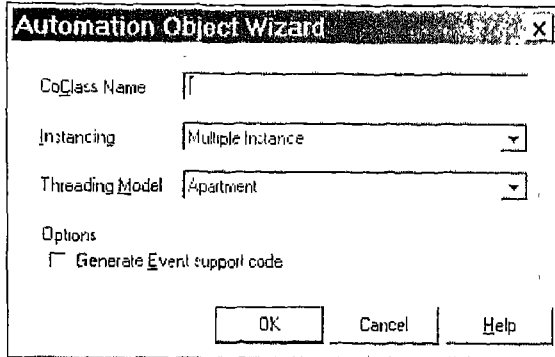 Automation Object Wizard
CoClass Name
Instancing Multiple Instance
Threading Model Apartment
Options
Generate Event support code
OK Cancel Help